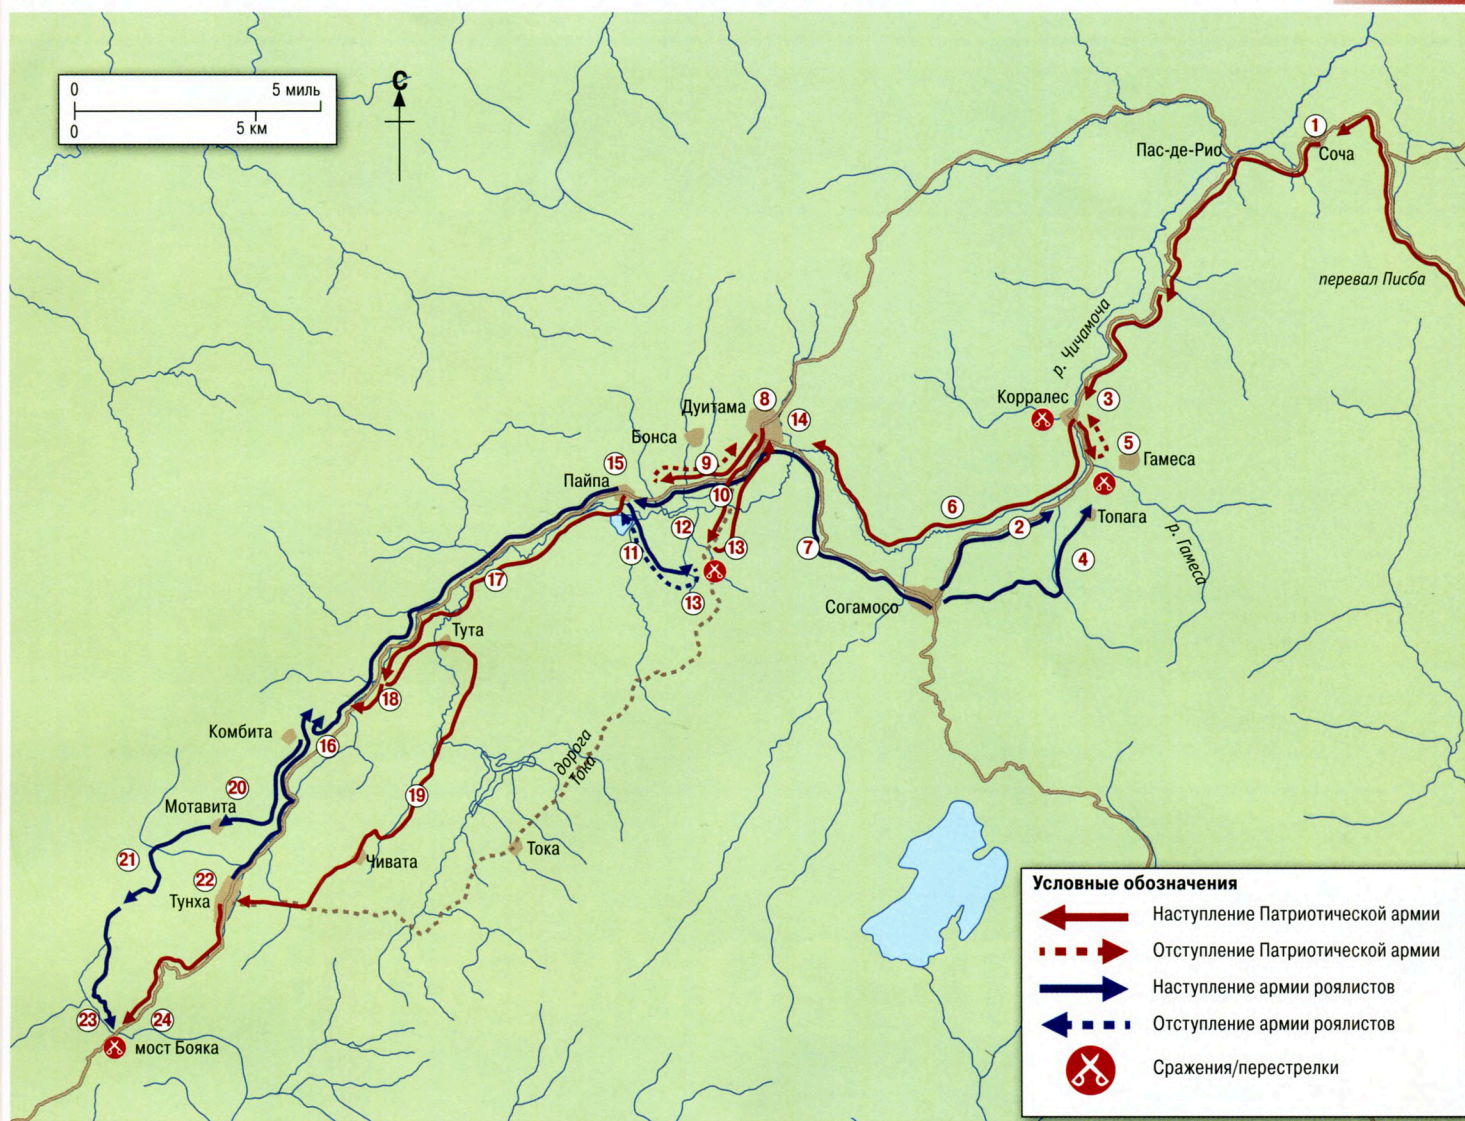 0
5 миль
0
5 км
С
1
Пас-де-Рио
Соча
перевал Писба
р. Чичамоча
Корралес
3
8
Дуитама
14
Бонса
5
Гамеса
9
15
Пайпа
10
6
Топага
12
2
р. Гамеса
11
13
7
4
17
13
Согамосо
Тута
18
Комбита
16
дорога
Тока
20
19
Мотавита
Тока
21
Чивата
22
Тунха
Условные обозначения
Наступление Патриотической армии
Отступление Патриотической армии
Наступление армии роялистов
Отступление армии роялистов
Сражения/перестрелки
23
24
мост Бояка